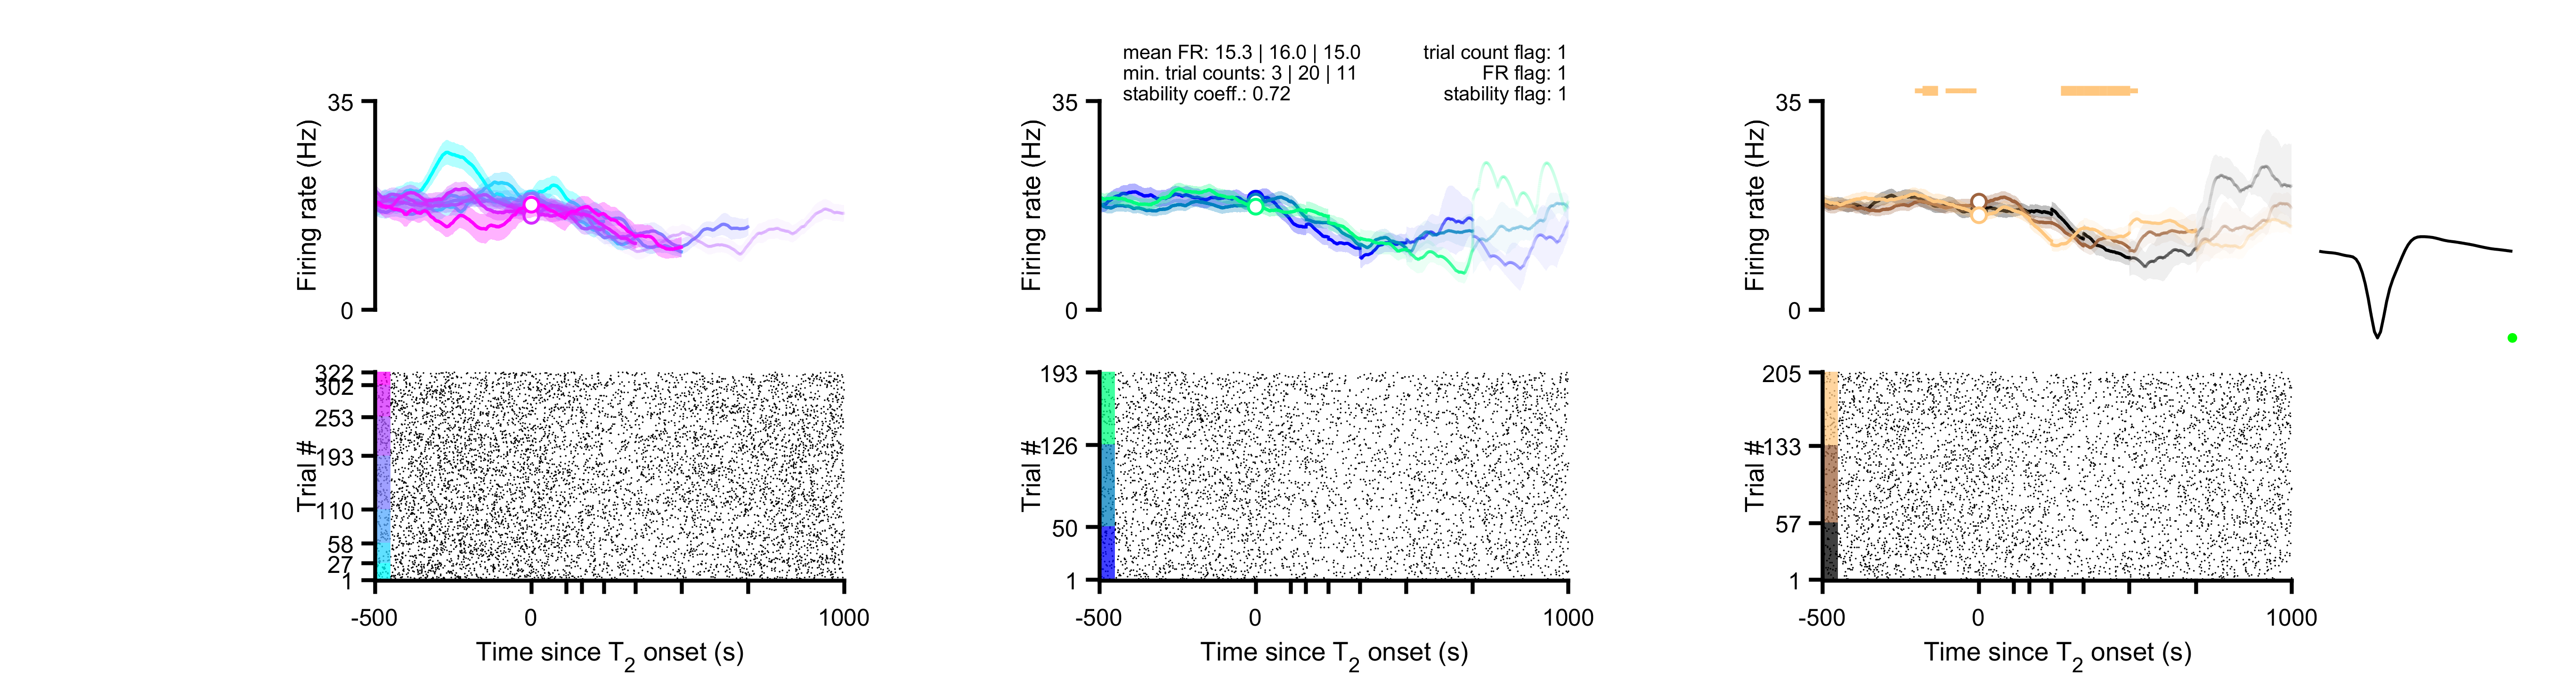 mean FR: 15.3 | 16.0 | 15.0
min. trial counts: 3 | 20 | 11
stability coeff.: 0.72
trial count flag: 1
FR flag: 1
stability flag: 1
35
Firing rate (Hz)
0
35
Firing rate (Hz)
0
35
Firing rate (Hz)
0
322
302
253
193
110
58
27
1
Trial #
-500
0
1000
Time since T2 onset (s)
193
126
50
1
Trial #
-500
0
1000
Time since T2 onset (s)
205
133
57
1
Trial #
-500
0
1000
Time since T2 onset (s)